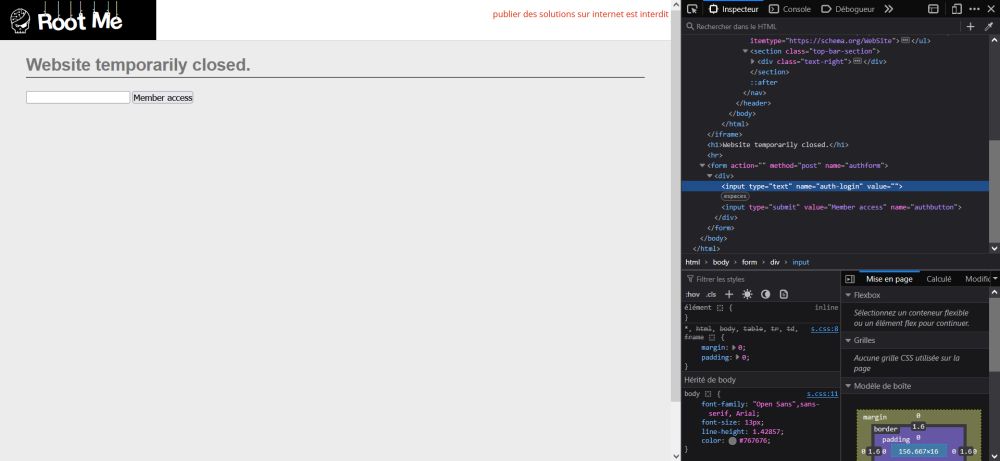 Root Me
publier des solutions sur internet est interdit
Website temporarily closed.
Member access
Inspecteur Console Débogueur
Rechercher dans le HTML
itemtype="https://schema.org/WebSite"> </ul>
<section class="top-bar-section">
<div class="text-right"> </div>
</section>
::after
</nav>
</header>
</body>
</html>
</iframe>
<h1>Website temporarily closed.</h1>
<hr>
<form action="" method="post" name="authform">
<div>
<input type="text" name="auth-login" value="">
espaces
<input type="submit" value="Member access" name="authbutton">
</div>
</form>
</body>
</html>
html > body > form > div > input
Filtrer les styles
:hov .cls
élément { inline
}
*, html, body, table, tr, td, s.css:8
frame {
margin: 0;
padding: 0;
}
Hérité de body
body { s.css:11
font-family: "Open Sans",sans-
serif, Arial;
font-size: 13px;
line-height: 1.42857;
color: #767676;
}
Mise en page Calculé Modific
Flexbox
Sélectionnez un conteneur flexible
ou un élément flex pour continuer.
Grilles
Aucune grille CSS utilisée sur la
page
Modèle de boîte
margin 0
border 1.6
padding 0
0 1.6 0 156.667×16 0 1.6 0